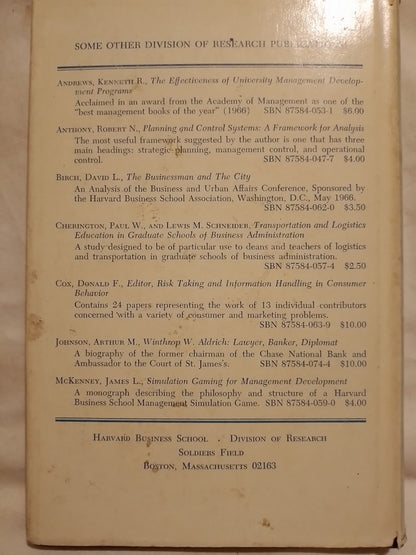 SOME OTHER DIVISION OF RESEARCH
ANDREWS, KENNETH R., The Effectiveness of University Management Develop-
ment Programs
Acclaimed in an award from the Academy of Management as one of the
"best management books of the year" (1966) SBN 87584-053-1 $6.00
ANTHONY, ROBERT N., Planning and Control Systems: A Framework for Analysis
The most useful framework suggested by the author is one that has three
main headings: strategic planning, management control, and operational
control. SBN 87584-047-7 $4.00
BIRCH, DAVID L., The Businessman and The City
An Analysis of the Business and Urban Affairs Conference, Sponsored by
the Harvard Business School Association, Washington, D.C., May 1966.
SBN 87584-062-0 $3.50
CHERINGTON, PAUL W., AND LEWIS M. SCHNEIDER, Transportation and Logistics
Education in Graduate Schools of Business Administration
A study designed to be of particular use to deans and teachers of logistics
and transportation in graduate schools of business administration.
SBN 87584-057-4 $2.50
COX, DONALD F., Editor, Risk Taking and Information Handling in Consumer
Behavior
Contains 24 papers representing the work of 13 individual contributors
concerned with a variety of consumer and marketing problems.
SBN 87584-063-9 $10.00
JOHNSON, ARTHUR M., Winthrop W. Aldrich: Lawyer, Banker, Diplomat
A biography of the former chairman of the Chase National Bank and
Ambassador to the Court of St. James's. SBN 87584-074-4 $10.00
MCKENNEY, JAMES L., Simulation Gaming for Management Development
A monograph describing the philosophy and structure of a Harvard
Business School Management Simulation Game. SBN 87584-059-0 $4.00
HARVARD BUSINESS SCHOOL · DIVISION OF RESEARCH
SOLDIERS FIELD
BOSTON, MASSACHUSETTS 02163